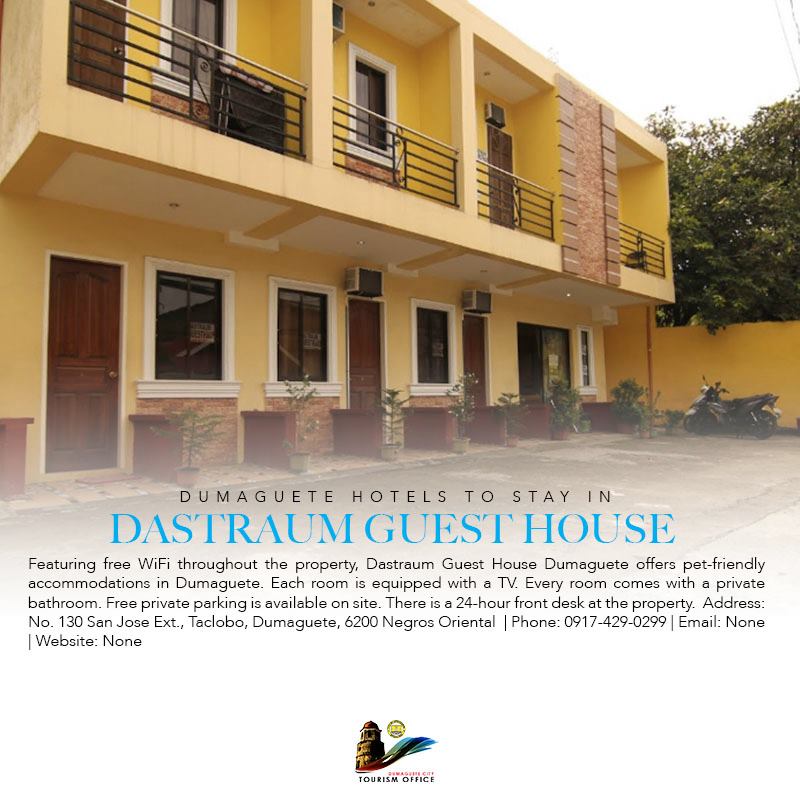 DUMAGUETE HOTELS TO STAY IN
DASTRAUM GUEST HOUSE
Featuring free WiFi throughout the property, Dastraum Guest House Dumaguete offers pet-friendly
accommodations in Dumaguete. Each room is equipped with a TV. Every room comes with a private
bathroom. Free private parking is available on site. There is a 24-hour front desk at the property. Address:
No. 130 San Jose Ext., Taclobo, Dumaguete, 6200 Negros Oriental | Phone: 0917-429-0299 | Email: None
| Website: None
DUMAGUETE CITY
TOURISM OFFICE